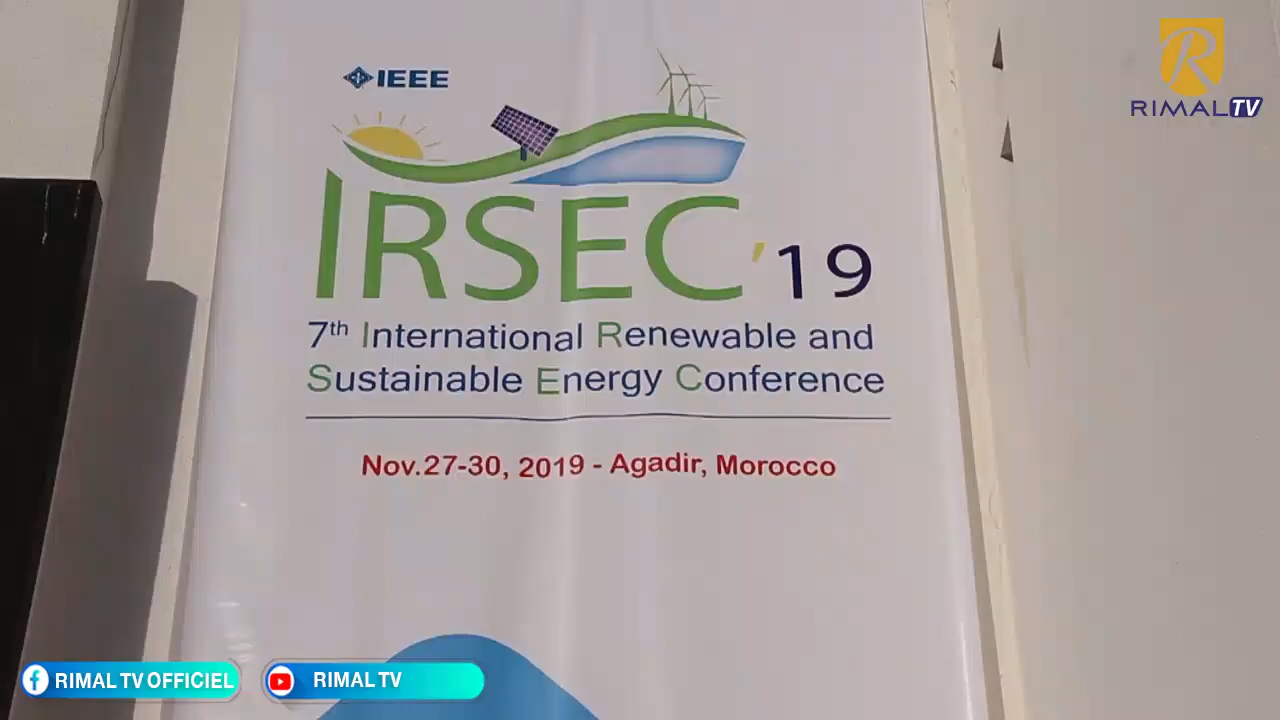 IEEE
R
RIMAL TV
IRSEC '19
7th International Renewable and
Sustainable Energy Conference
Nov.27-30, 2019 - Agadir, Morocco
RIMAL TV OFFICIEL
RIMAL TV